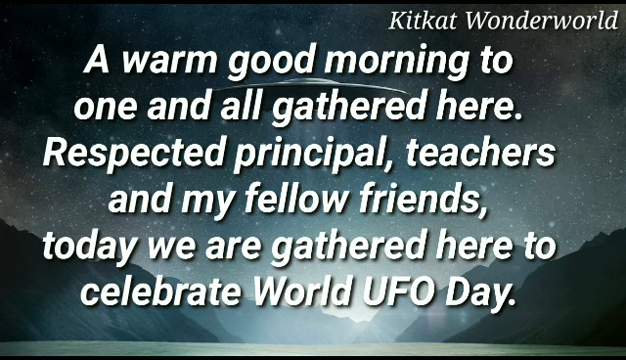 Kitkat Wonderworld
A warm good morning to
one and all gathered here.
Respected principal, teachers
and my fellow friends,
today we are gathered here to
celebrate World UFO Day.